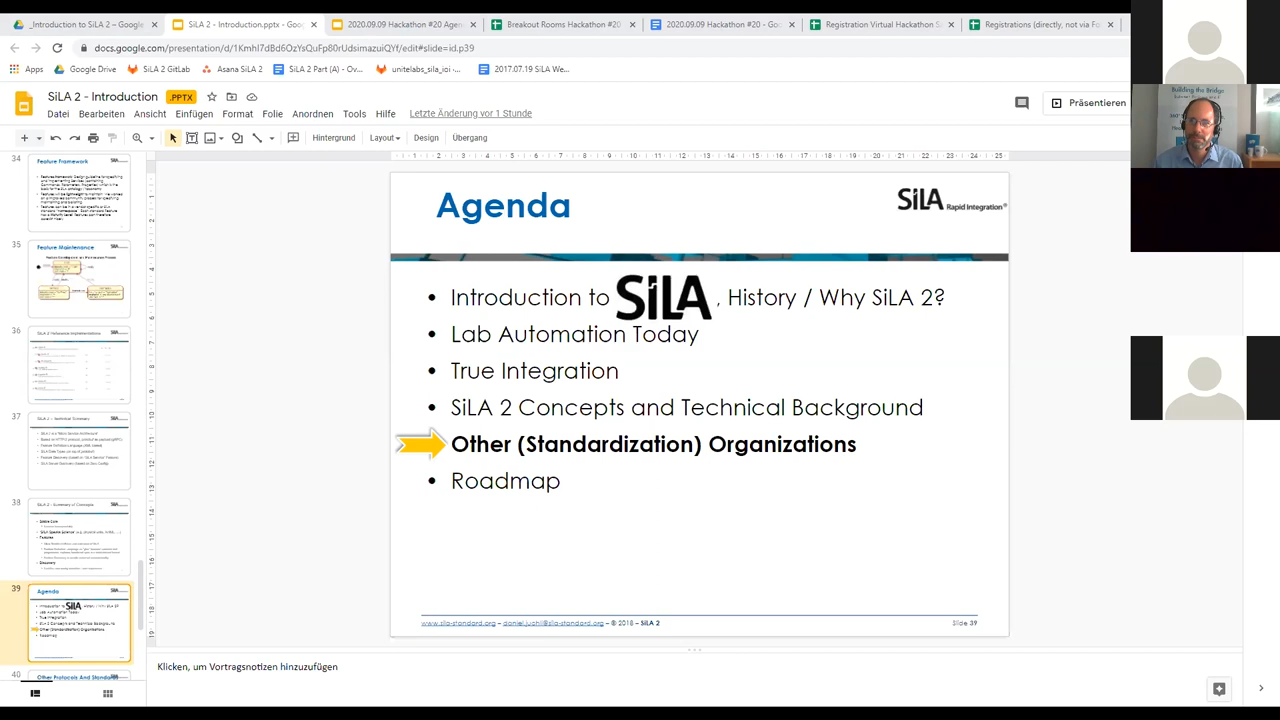 _Introduction to SiLA 2 – Google
SiLA 2 - Introduction.pptx - Goog
2020.09.09 Hackathon #20 Agen
Breakout Rooms Hackathon #20
2020.09.09 Hackathon #20 - Go
Registration Virtual Hackathon S
Registrations (directly, not via Fo
docs.google.com/presentation/d/1Kmhl7dBd6OzYsQuFp80rUdsimazuiQYf/edit#slide=id.p39
Apps
Google Drive
SiLA 2 GitLab
Asana SiLA 2
SiLA 2 Part (A) - Ov...
unitelabs_sila_ioi ·...
2017.07.19 SiLA We...
SiLA 2 - Introduction
.PPTX
Datei Bearbeiten Ansicht Einfügen Format Folie Anordnen Tools Hilfe
Letzte Änderung vor 1 Stunde
Präsentieren
Hintergrund Layout Design Übergang
34
Feature Framework
35
Feature Maintenance
36
SiLA 2 Reference Implementations
37
SiLA 2 – Technical Summary
38
SiLA 2 – Summary of Concepts
Features
Discovery
39
Agenda
40
Other Protocols And Standards
Agenda
SiLA Rapid Integration®
• Introduction to SiLA , History / Why SiLA 2?
• Lab Automation Today
• True Integration
• SiLA 2 Concepts and Technical Background
Other (Standardization) Organizations
• Roadmap
www.sila-standard.org – daniel.juchli@sila-standard.org – © 2018 – SiLA 2
Slide 39
Klicken, um Vortragsnotizen hinzuzufügen
Building the Bridge